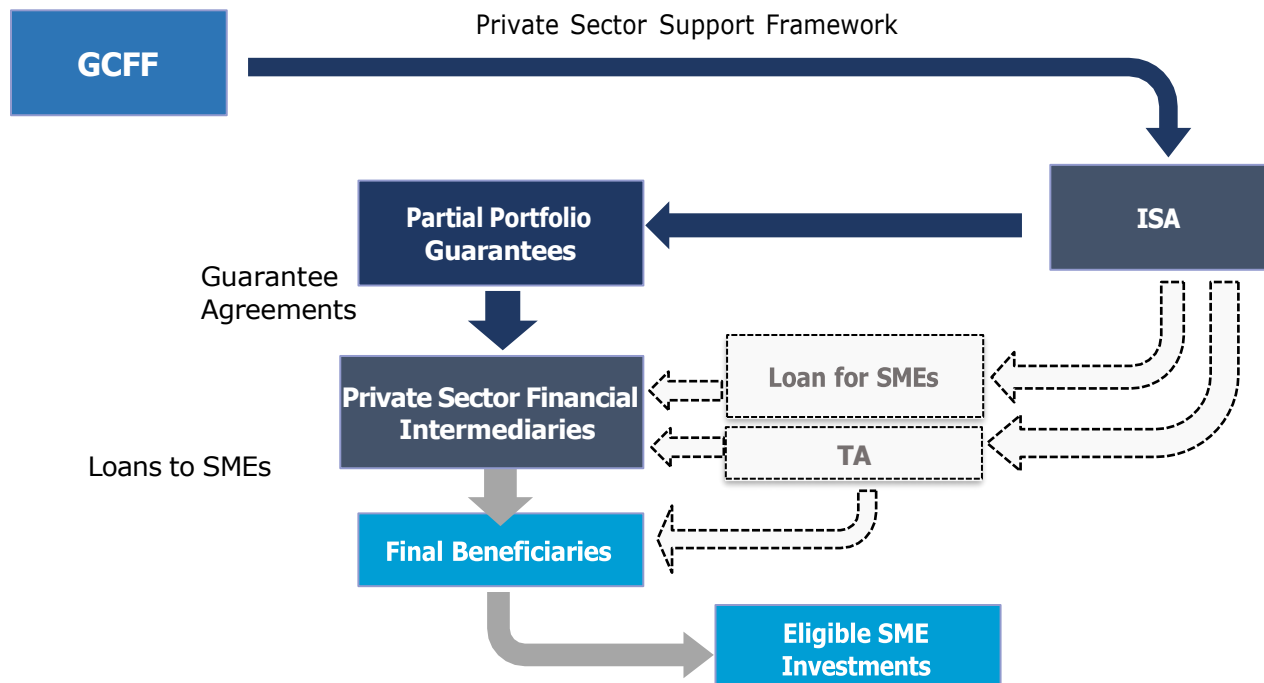 Private Sector Support Framework
GCFF
Partial Portfolio
Guarantees
ISA
Guarantee
Agreements
Private Sector Financial
Intermediaries
Loan for SMEs
TA
Loans to SMEs
Final Beneficiaries
Eligible SME
Investments